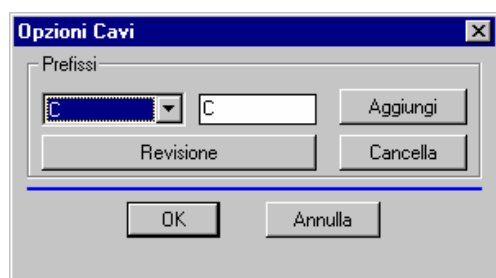 Opzioni Cavi
Prefissi
C C Aggiungi
Revisione Cancella
OK Annulla